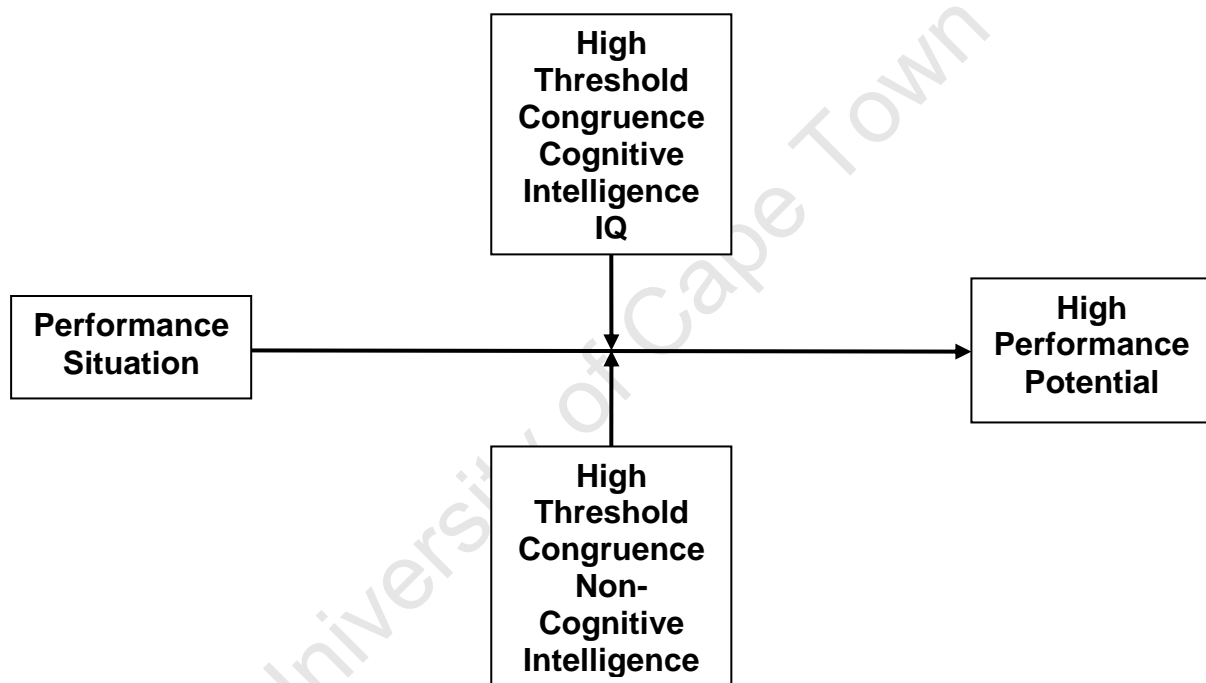 High
Threshold
Congruence
Cognitive
Intelligence
IQ
Performance
Situation
High
Performance
Potential
High
Threshold
Congruence
Non-
Cognitive
Intelligence
University of Cape Town